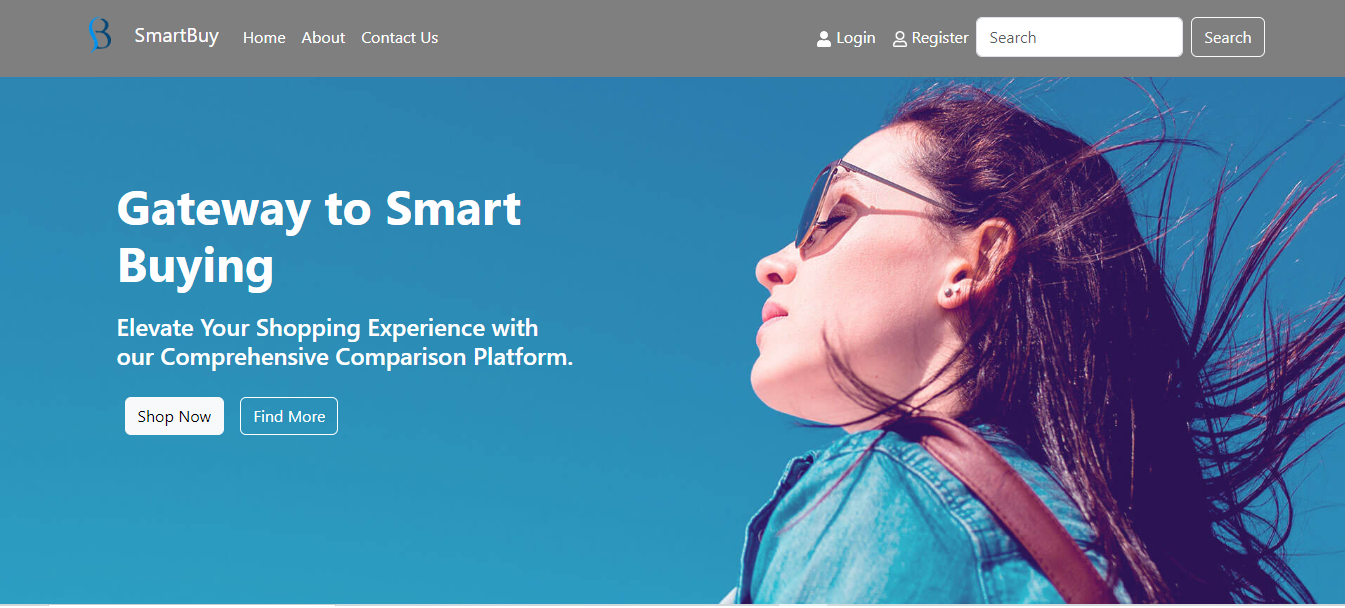 SmartBuy Home About Contact Us Login Register Search Search
Gateway to Smart
Buying
Elevate Your Shopping Experience with
our Comprehensive Comparison Platform.
Shop Now Find More